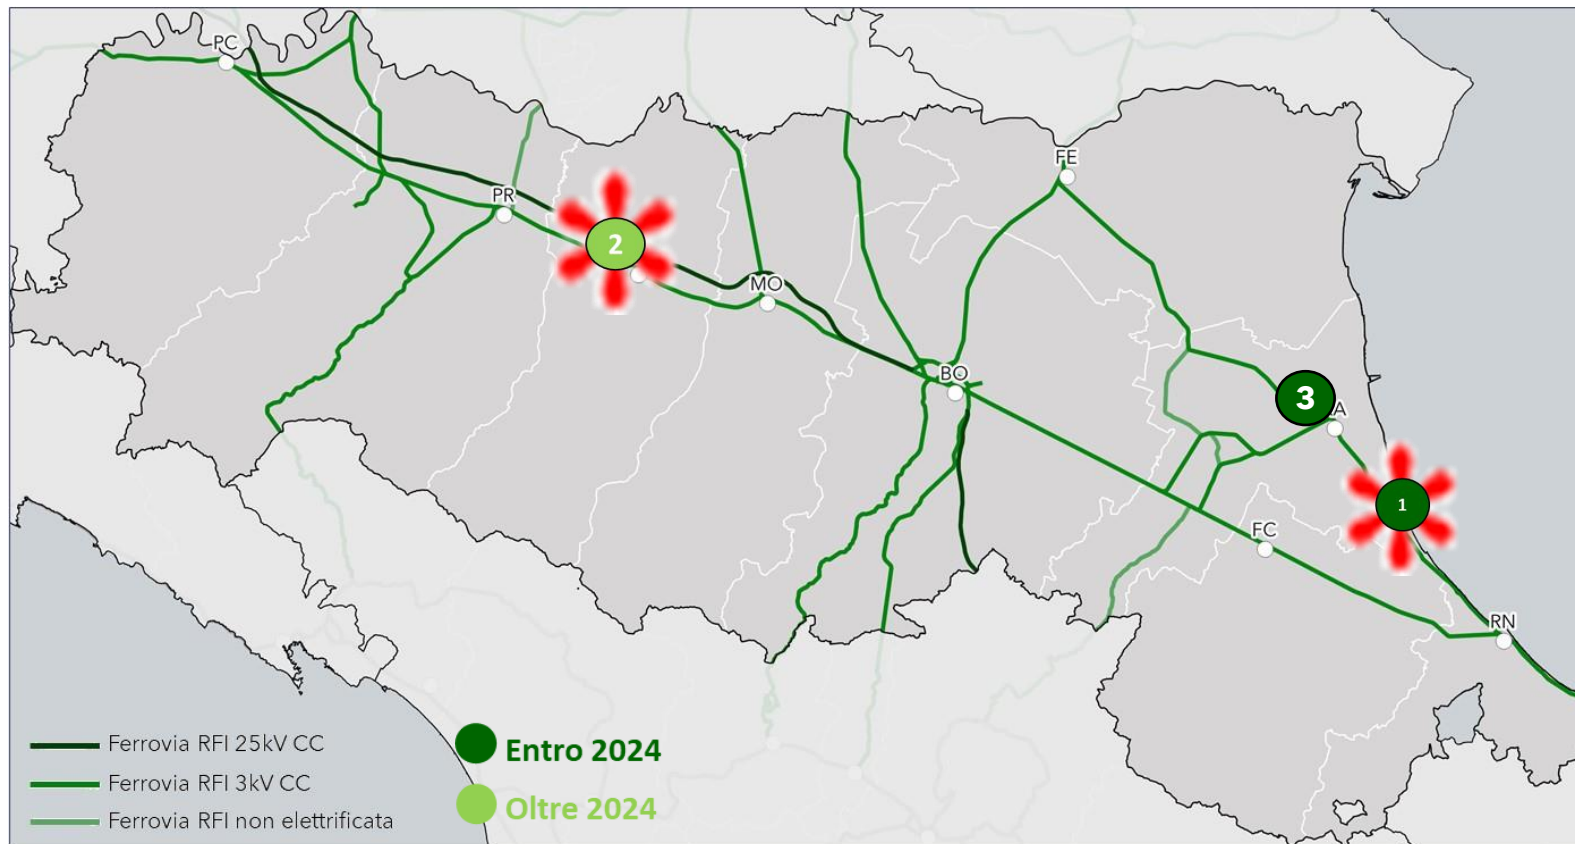 PC
FE
PR
2
MO
BO
3
A
1
FC
RN
Ferrovia RFI 25kV CC
Ferrovia RFI 3kV CC
Ferrovia RFI non elettrificata
Entro 2024
Oltre 2024